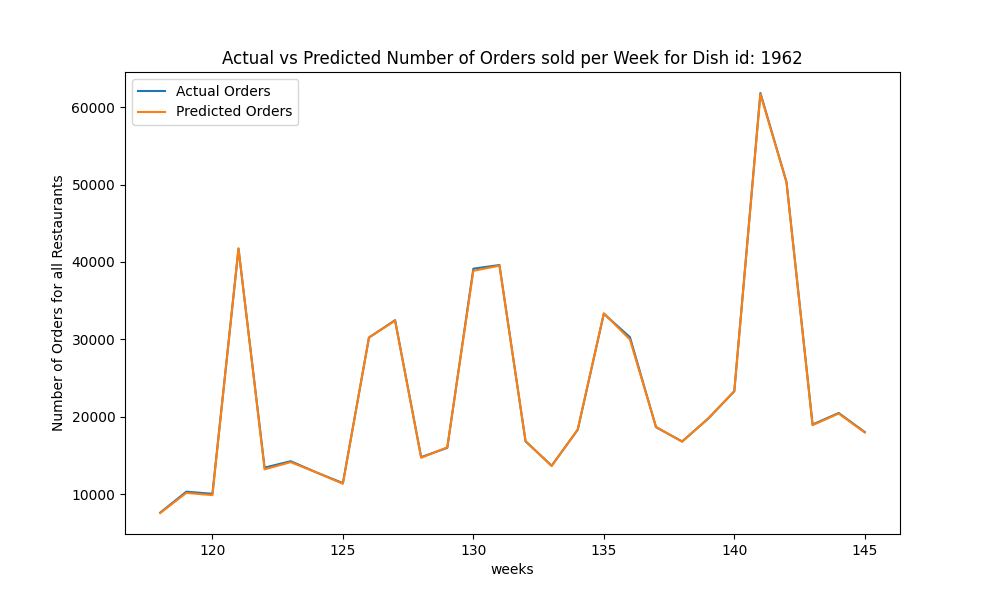 Actual vs Predicted Number of Orders sold per Week for Dish id: 1962
Actual Orders
Predicted Orders
Number of Orders for all Restaurants
60000
50000
40000
30000
20000
10000
120 125 130 135 140 145
weeks